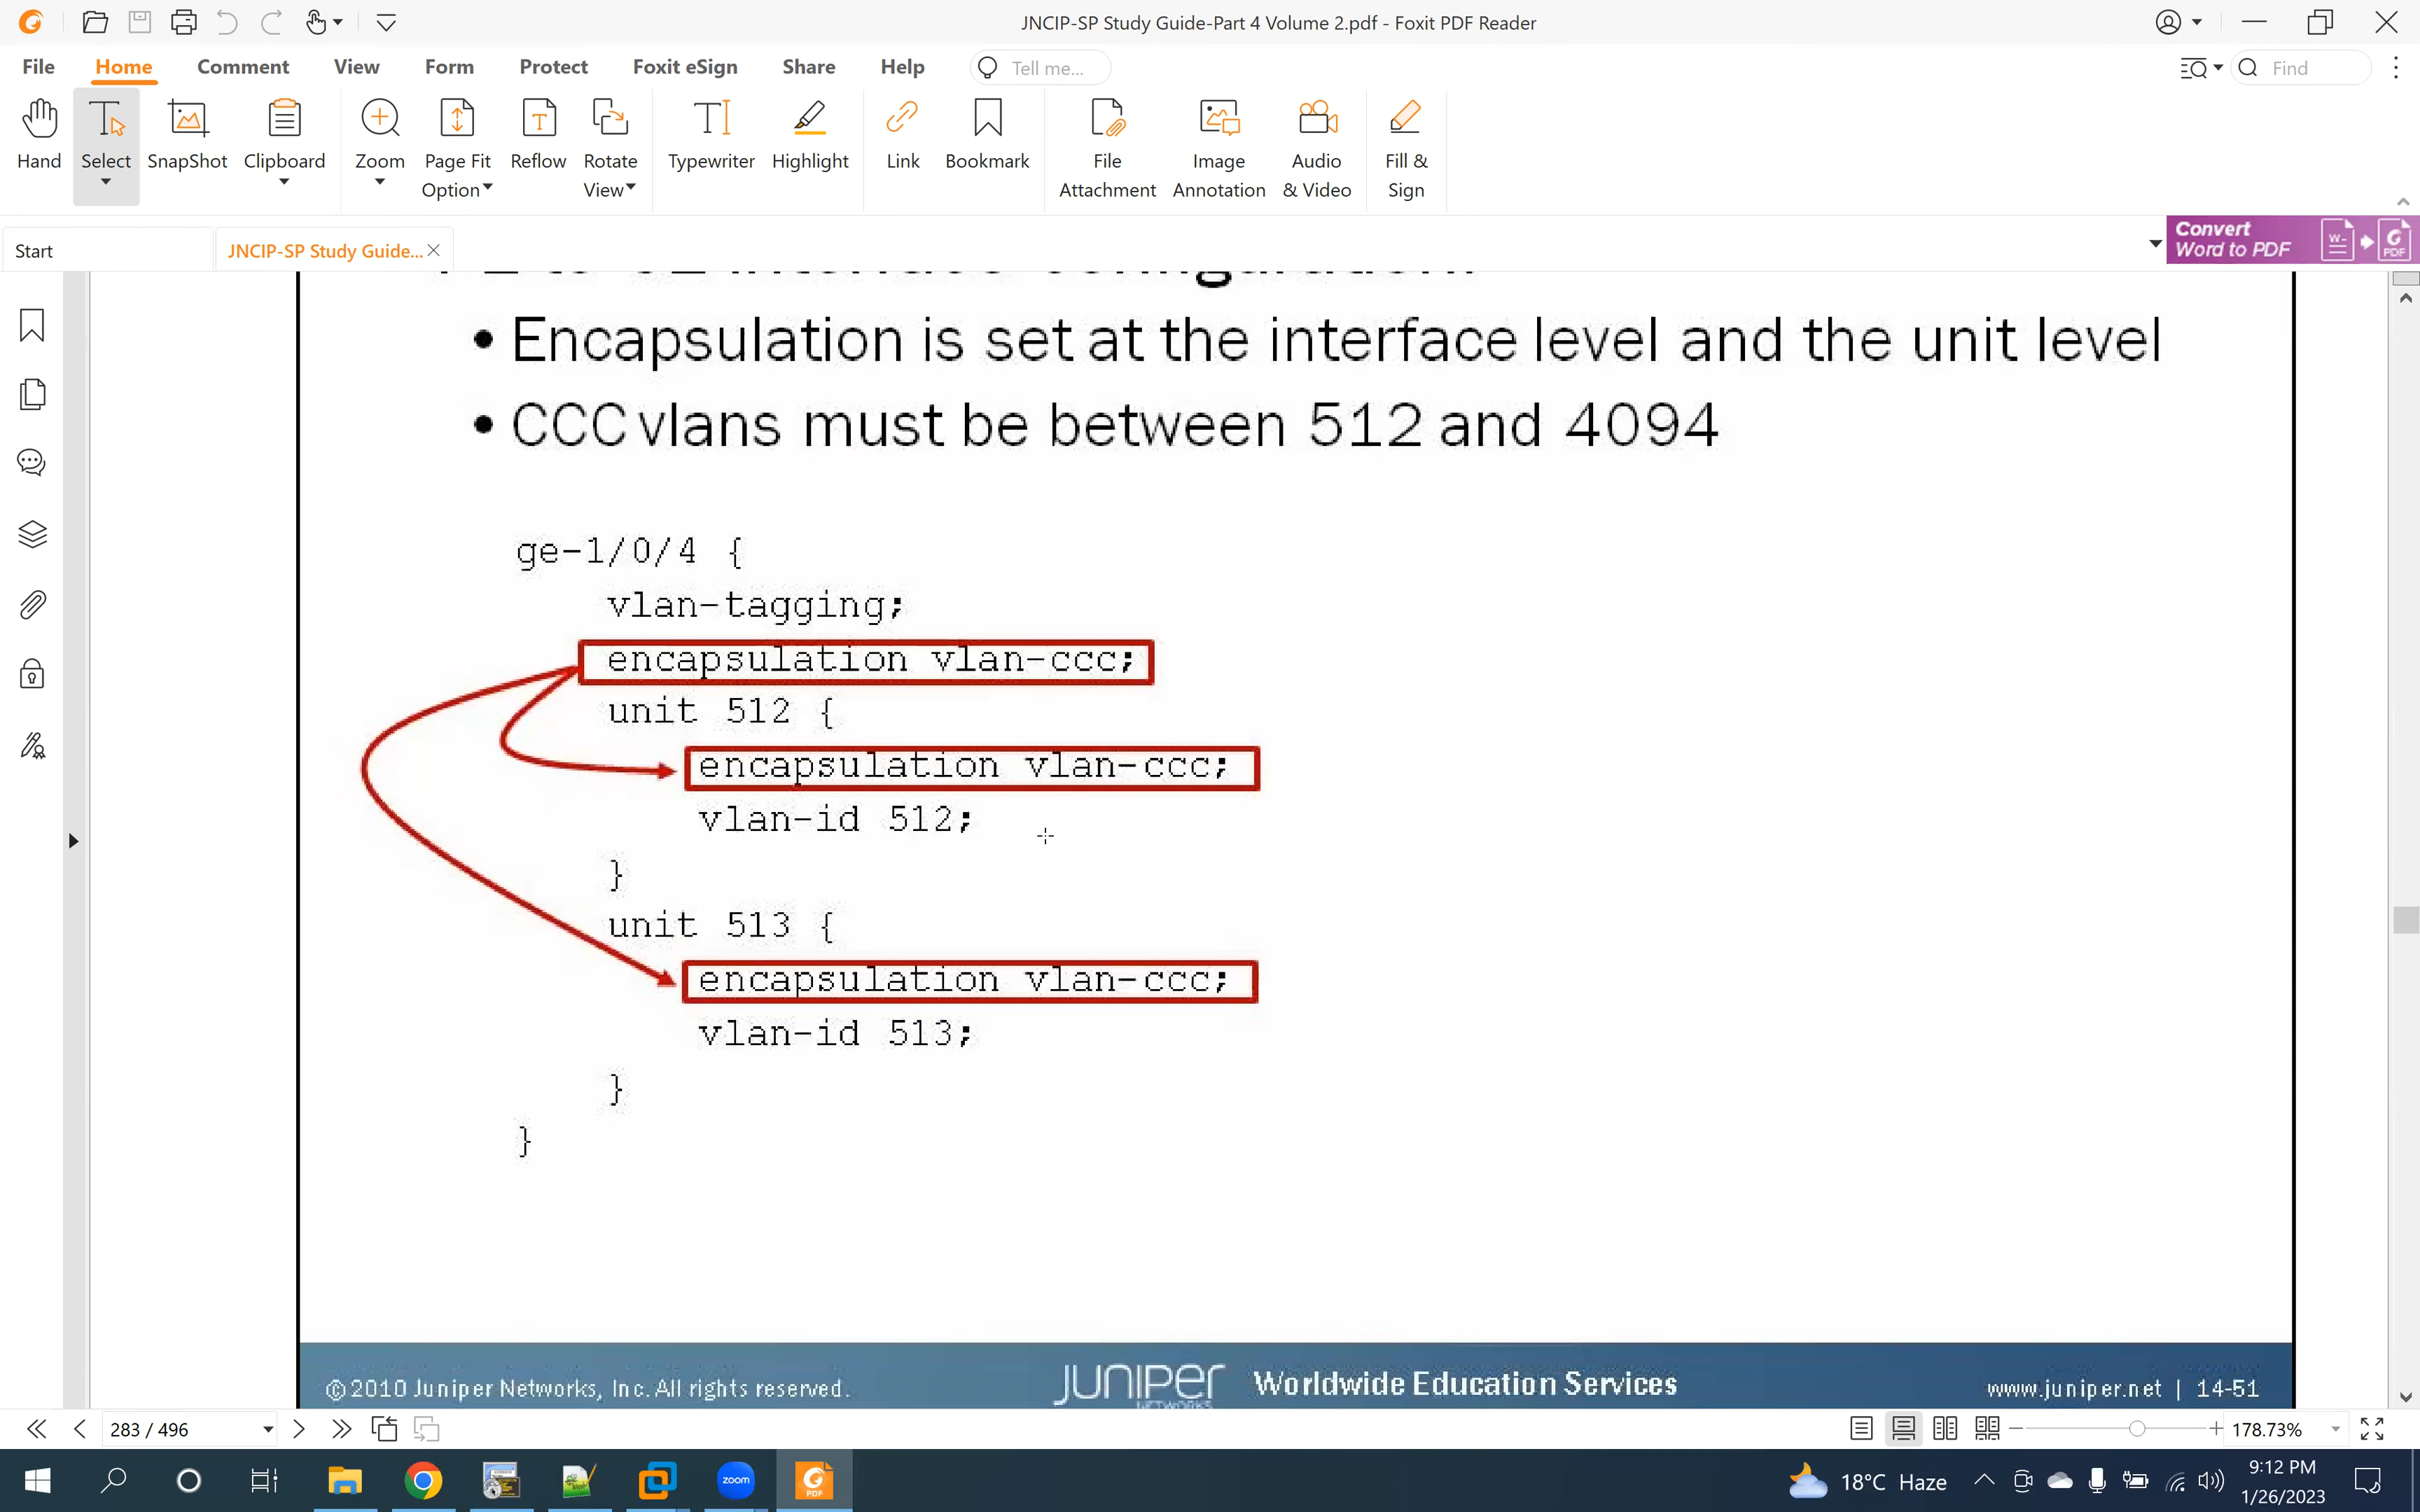 JNCIP-SP Study Guide-Part 4 Volume 2.pdf - Foxit PDF Reader
File Home Comment View Form Protect Foxit eSign Share Help Tell me... Find
Hand Select SnapShot Clipboard Zoom Page Fit Option Reflow Rotate View Typewriter Highlight Link Bookmark File Attachment Image Annotation Audio & Video Fill & Sign
Start JNCIP-SP Study Guide...
Convert
Word to PDF
• Encapsulation is set at the interface level and the unit level
• CCC vlans must be between 512 and 4094
ge-1/0/4 {
vlan-tagging;
encapsulation vlan-ccc;
unit 512 {
encapsulation vlan-ccc;
vlan-id 512;
}
unit 513 {
encapsulation vlan-ccc;
vlan-id 513;
}
}
© 2010 Juniper Networks, Inc. All rights reserved. JUNIPER NETWORKS Worldwide Education Services www.juniper.net | 14-51
283 / 496 178.73%
zoom PDF 18°C Haze 9:12 PM
1/26/2023